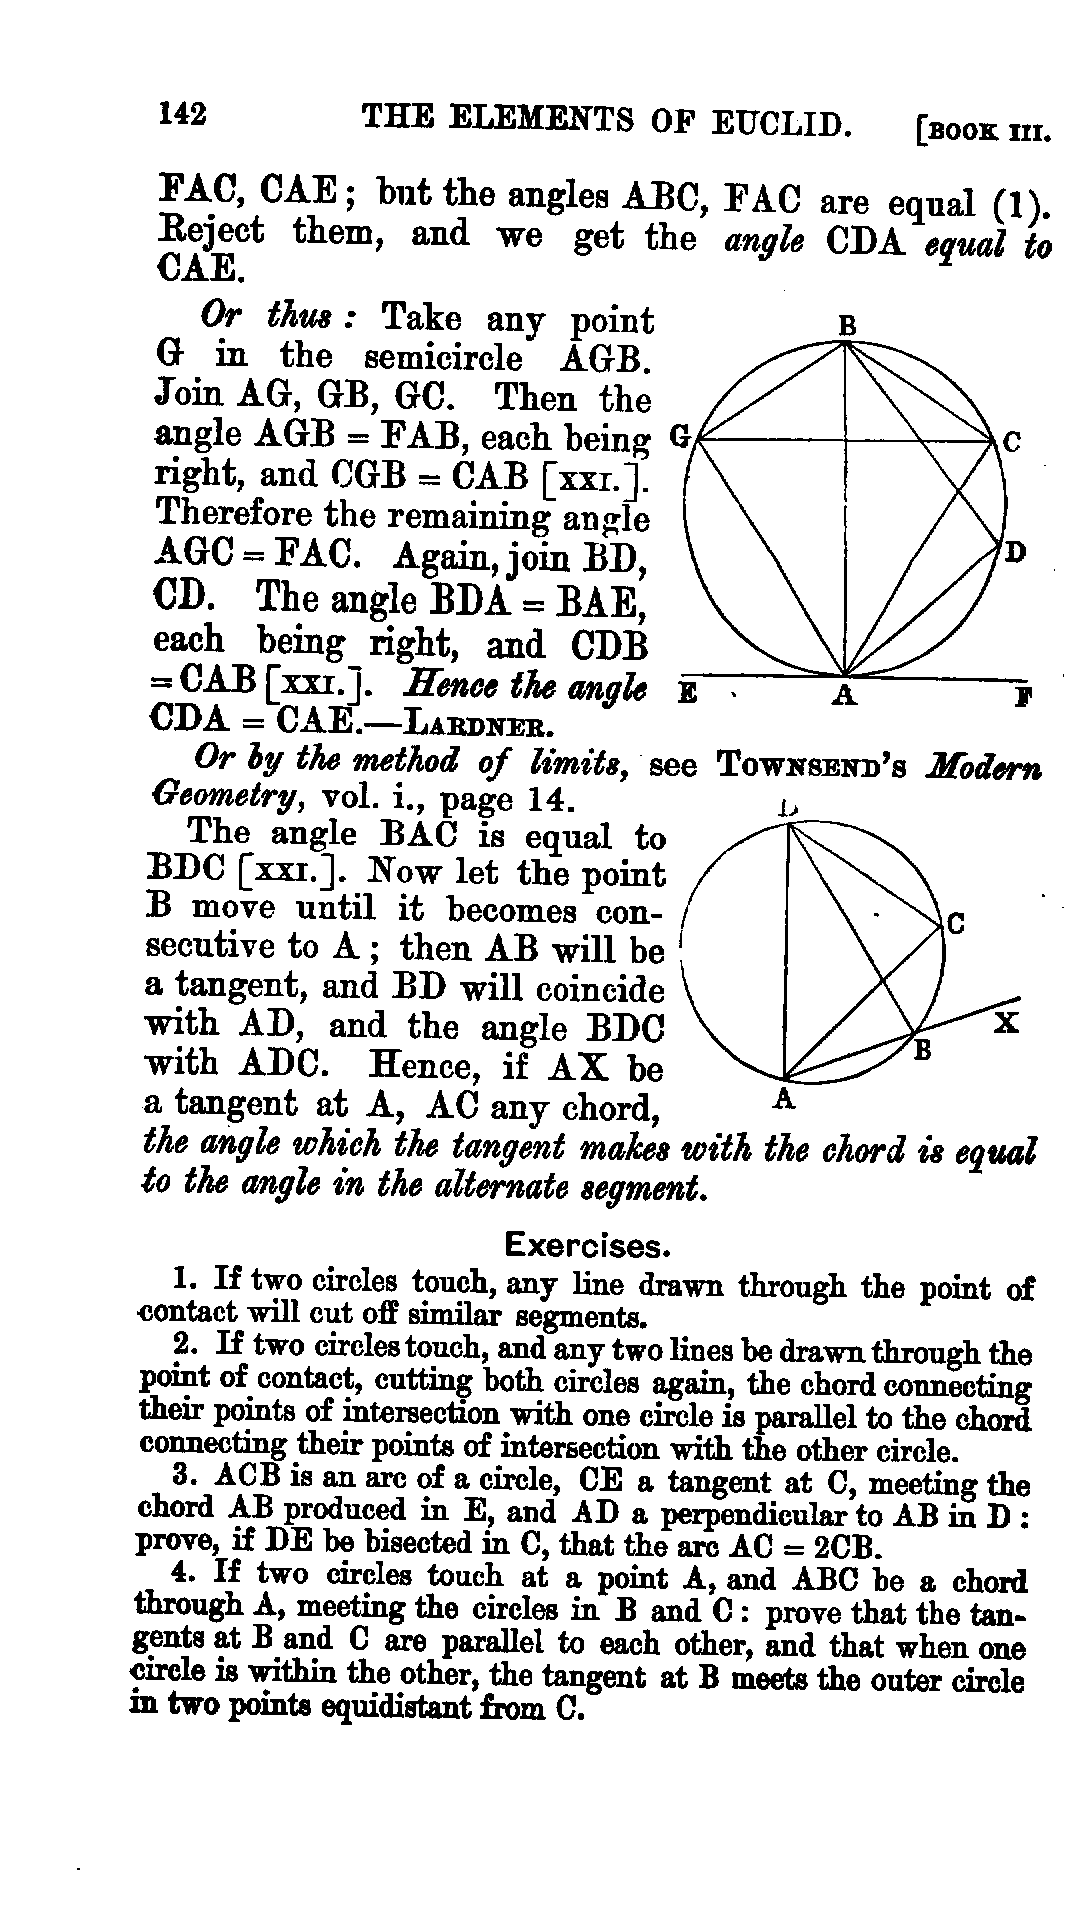 142 THE ELEMENTS OF EUCLID. [BOOK III.
FAC, CAE; but the angles ABC, FAC are equal (1).
Reject them, and we get the angle CDA equal to
CAE.
Or thus: Take any point
G in the semicircle AGB.
Join AG, GB, GC. Then the
angle AGB = FAB, each being
right, and CGB = CAB [XXI.].
Therefore the remaining angle
AGC = FAC. Again, join BD,
CD. The angle BDA = BAE,
each being right, and CDB
= CAB [XXI.]. Hence the angle
CDA = CAE.—LARDNER.
B
G
C
D
E
A
F
Or by the method of limits, see TOWNSEND'S Modern
Geometry, vol. i., page 14.
The angle BAC is equal to
BDC [XXI.]. Now let the point
B move until it becomes con-
secutive to A; then AB will be
a tangent, and BD will coincide
with AD, and the angle BDC
with ADC. Hence, if AX be
a tangent at A, AC any chord,
the angle which the tangent makes with the chord is equal
to the angle in the alternate segment.
C
X
B
A
Exercises.
1. If two circles touch, any line drawn through the point of
contact will cut off similar segments.
2. If two circles touch, and any two lines be drawn through the
point of contact, cutting both circles again, the chord connecting
their points of intersection with one circle is parallel to the chord
connecting their points of intersection with the other circle.
3. ACB is an arc of a circle, CE a tangent at C, meeting the
chord AB produced in E, and AD a perpendicular to AB in D:
prove, if DE be bisected in C, that the arc AC = 2CB.
4. If two circles touch at a point A, and ABC be a chord
through A, meeting the circles in B and C: prove that the tan-
gents at B and C are parallel to each other, and that when one
circle is within the other, the tangent at B meets the outer circle
in two points equidistant from C.